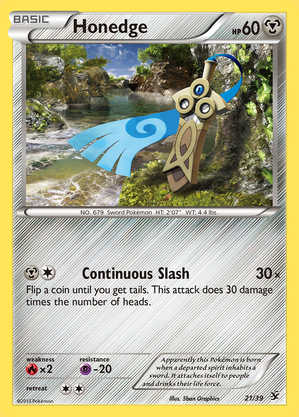 BASIC
Honedge HP60
NO. 679 Sword Pokémon HT: 2'07" WT: 4.4 lbs.
Continuous Slash 30×
Flip a coin until you get tails. This attack does 30 damage
times the number of heads.
weakness
×2
resistance
-20
retreat
Apparently this Pokémon is born
when a departed spirit inhabits a
sword. It attaches itself to people
and drinks their life force.
©2015 Pokémon
Illus. 5ban Graphics
21/39